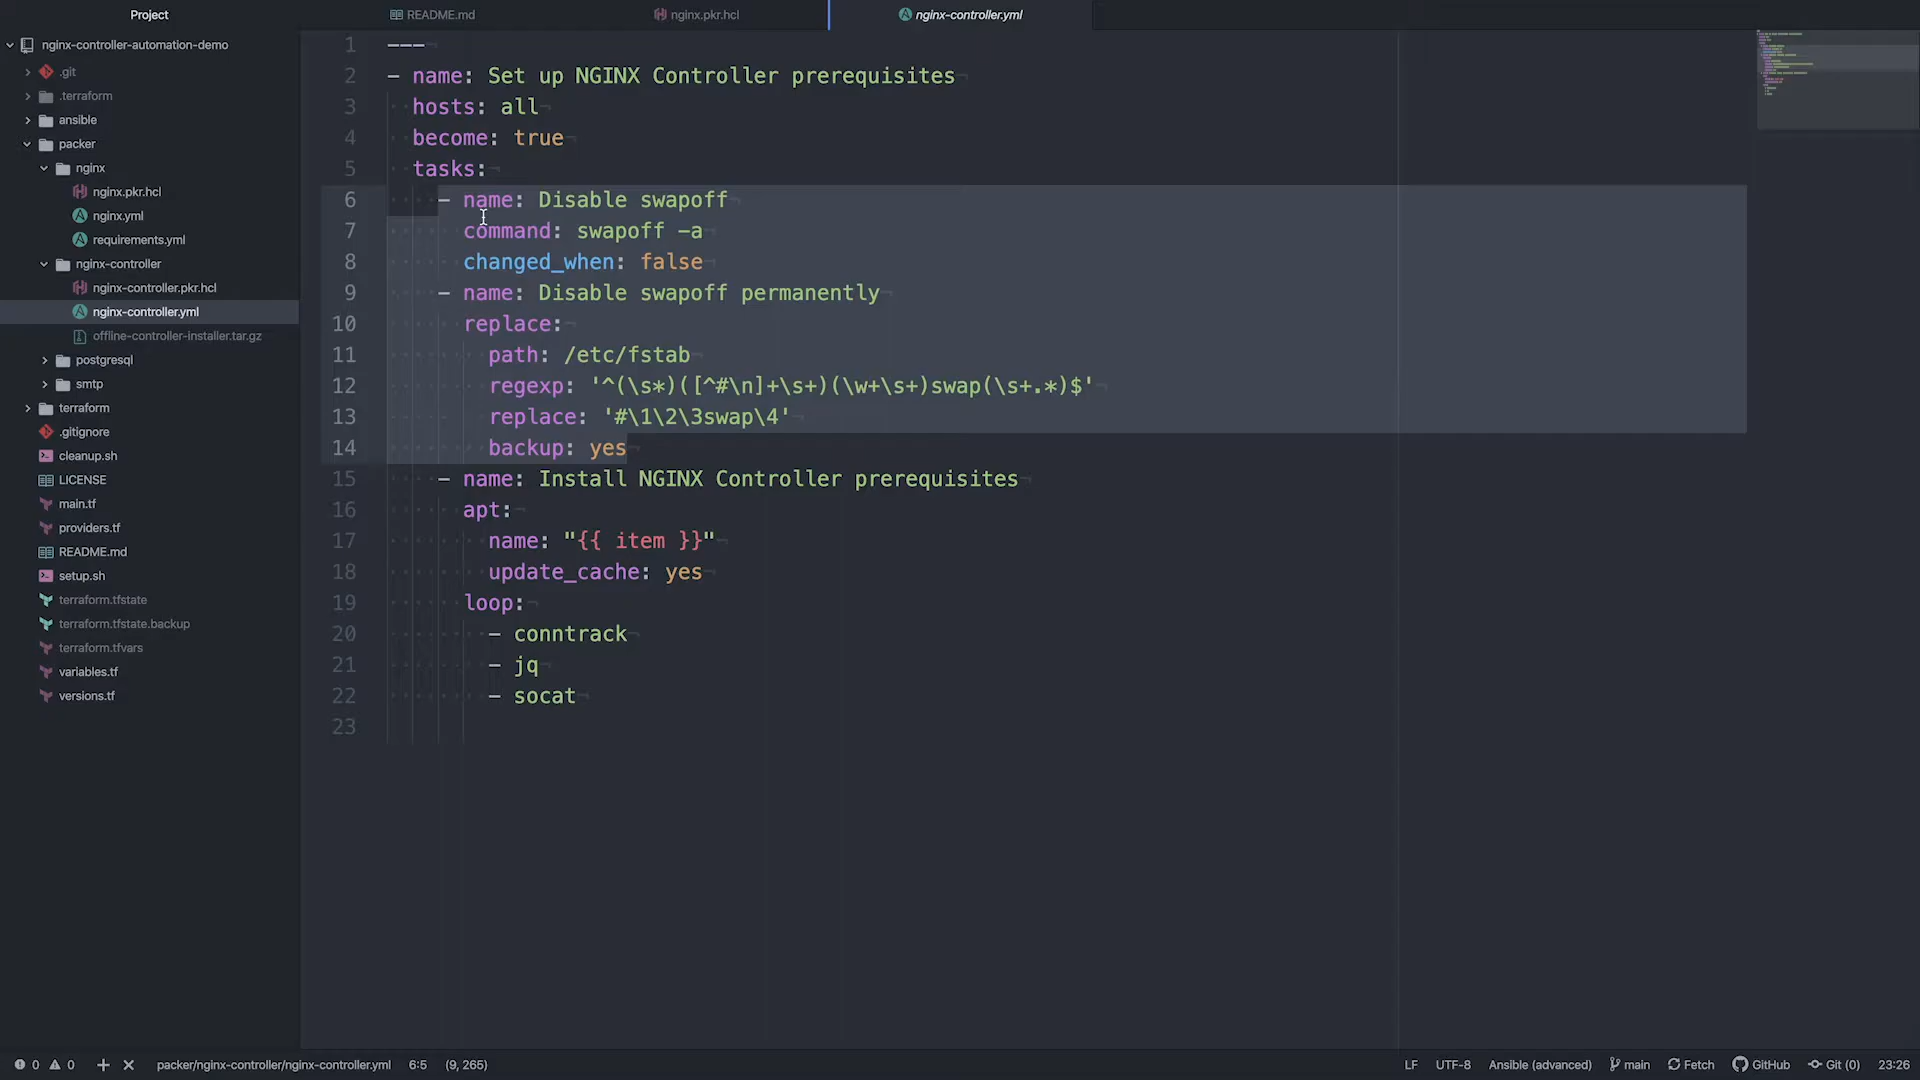 Project
README.md
nginx.pkr.hcl
nginx-controller.yml
nginx-controller-automation-demo
.git
.terraform
ansible
packer
nginx
nginx.pkr.hcl
nginx.yml
requirements.yml
nginx-controller
nginx-controller.pkr.hcl
nginx-controller.yml
offline-controller-installer.tar.gz
postgresql
smtp
terraform
.gitignore
cleanup.sh
LICENSE
main.tf
providers.tf
README.md
setup.sh
terraform.tfstate
terraform.tfstate.backup
terraform.tfvars
variables.tf
versions.tf
1 ---
2 - name: Set up NGINX Controller prerequisites
3 hosts: all
4 become: true
5 tasks:
6 - name: Disable swapoff
7 command: swapoff -a
8 changed_when: false
9 - name: Disable swapoff permanently
10 replace:
11 path: /etc/fstab
12 regexp: '^(\s*)([^#\n]+\s+)(\w+\s+)swap(\s+.*)$'
13 replace: '#\1\2\3swap\4'
14 backup: yes
15 - name: Install NGINX Controller prerequisites
16 apt:
17 name: "{{ item }}"
18 update_cache: yes
19 loop:
20 - conntrack
21 - jq
22 - socat
23
0 0 packer/nginx-controller/nginx-controller.yml 6:5 (9, 265) LF UTF-8 Ansible (advanced) main Fetch GitHub Git (0) 23:26